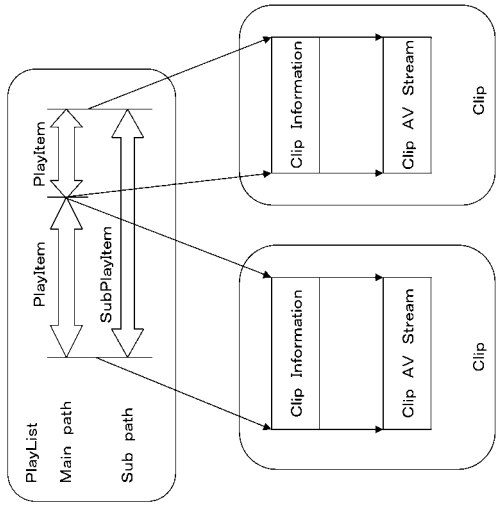 PlayList
Main path
PlayItem
PlayItem
Sub path
SubPlayItem
Clip Information
Clip AV Stream
Clip
Clip Information
Clip AV Stream
Clip